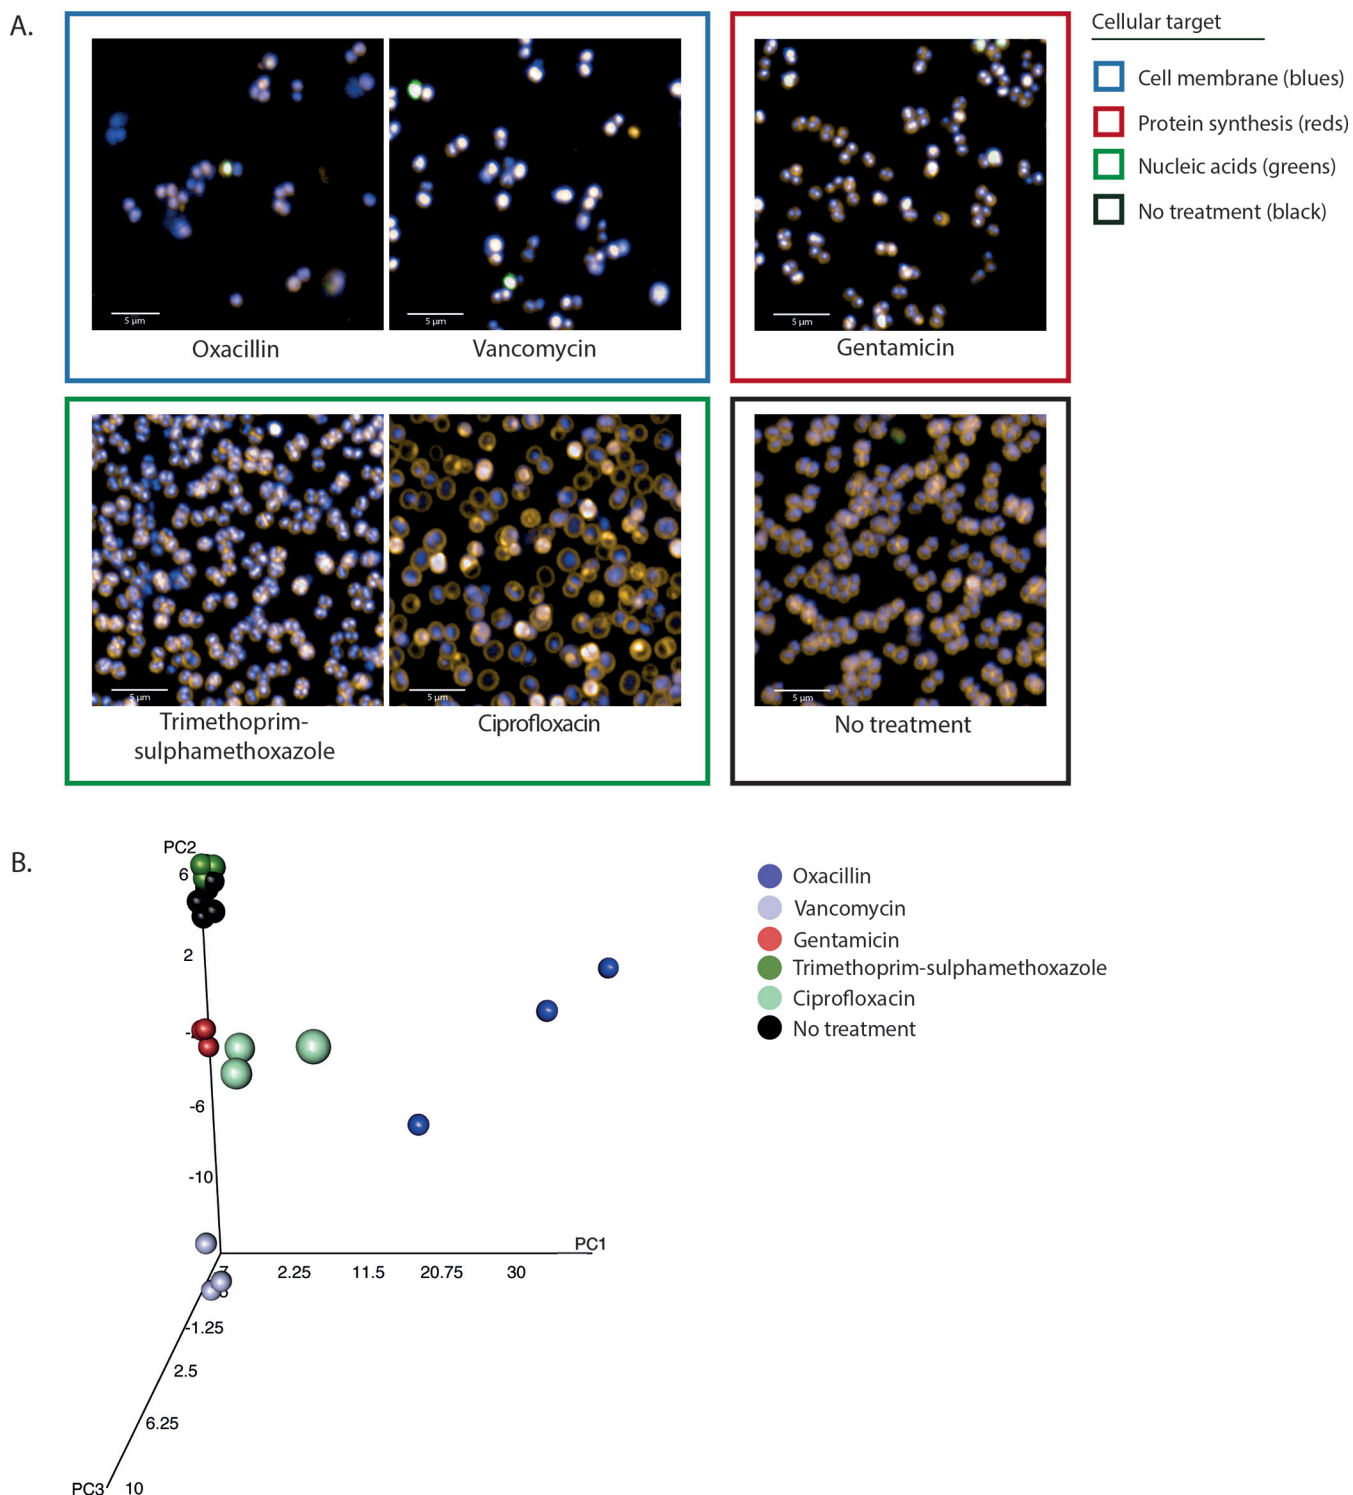 A.
Cellular target
Cell membrane (blues)
Protein synthesis (reds)
Nucleic acids (greens)
No treatment (black)
5 µm
5 µm
5 µm
Oxacillin
Vancomycin
Gentamicin
5 µm
5 µm
5 µm
Trimethoprim-
sulphamethoxazole
Ciprofloxacin
No treatment
B.
PC2
6
2
-6
-10
PC1
2.25
11.5
20.75
30
-1.25
2.5
6.25
PC3
10
Oxacillin
Vancomycin
Gentamicin
Trimethoprim-sulphamethoxazole
Ciprofloxacin
No treatment